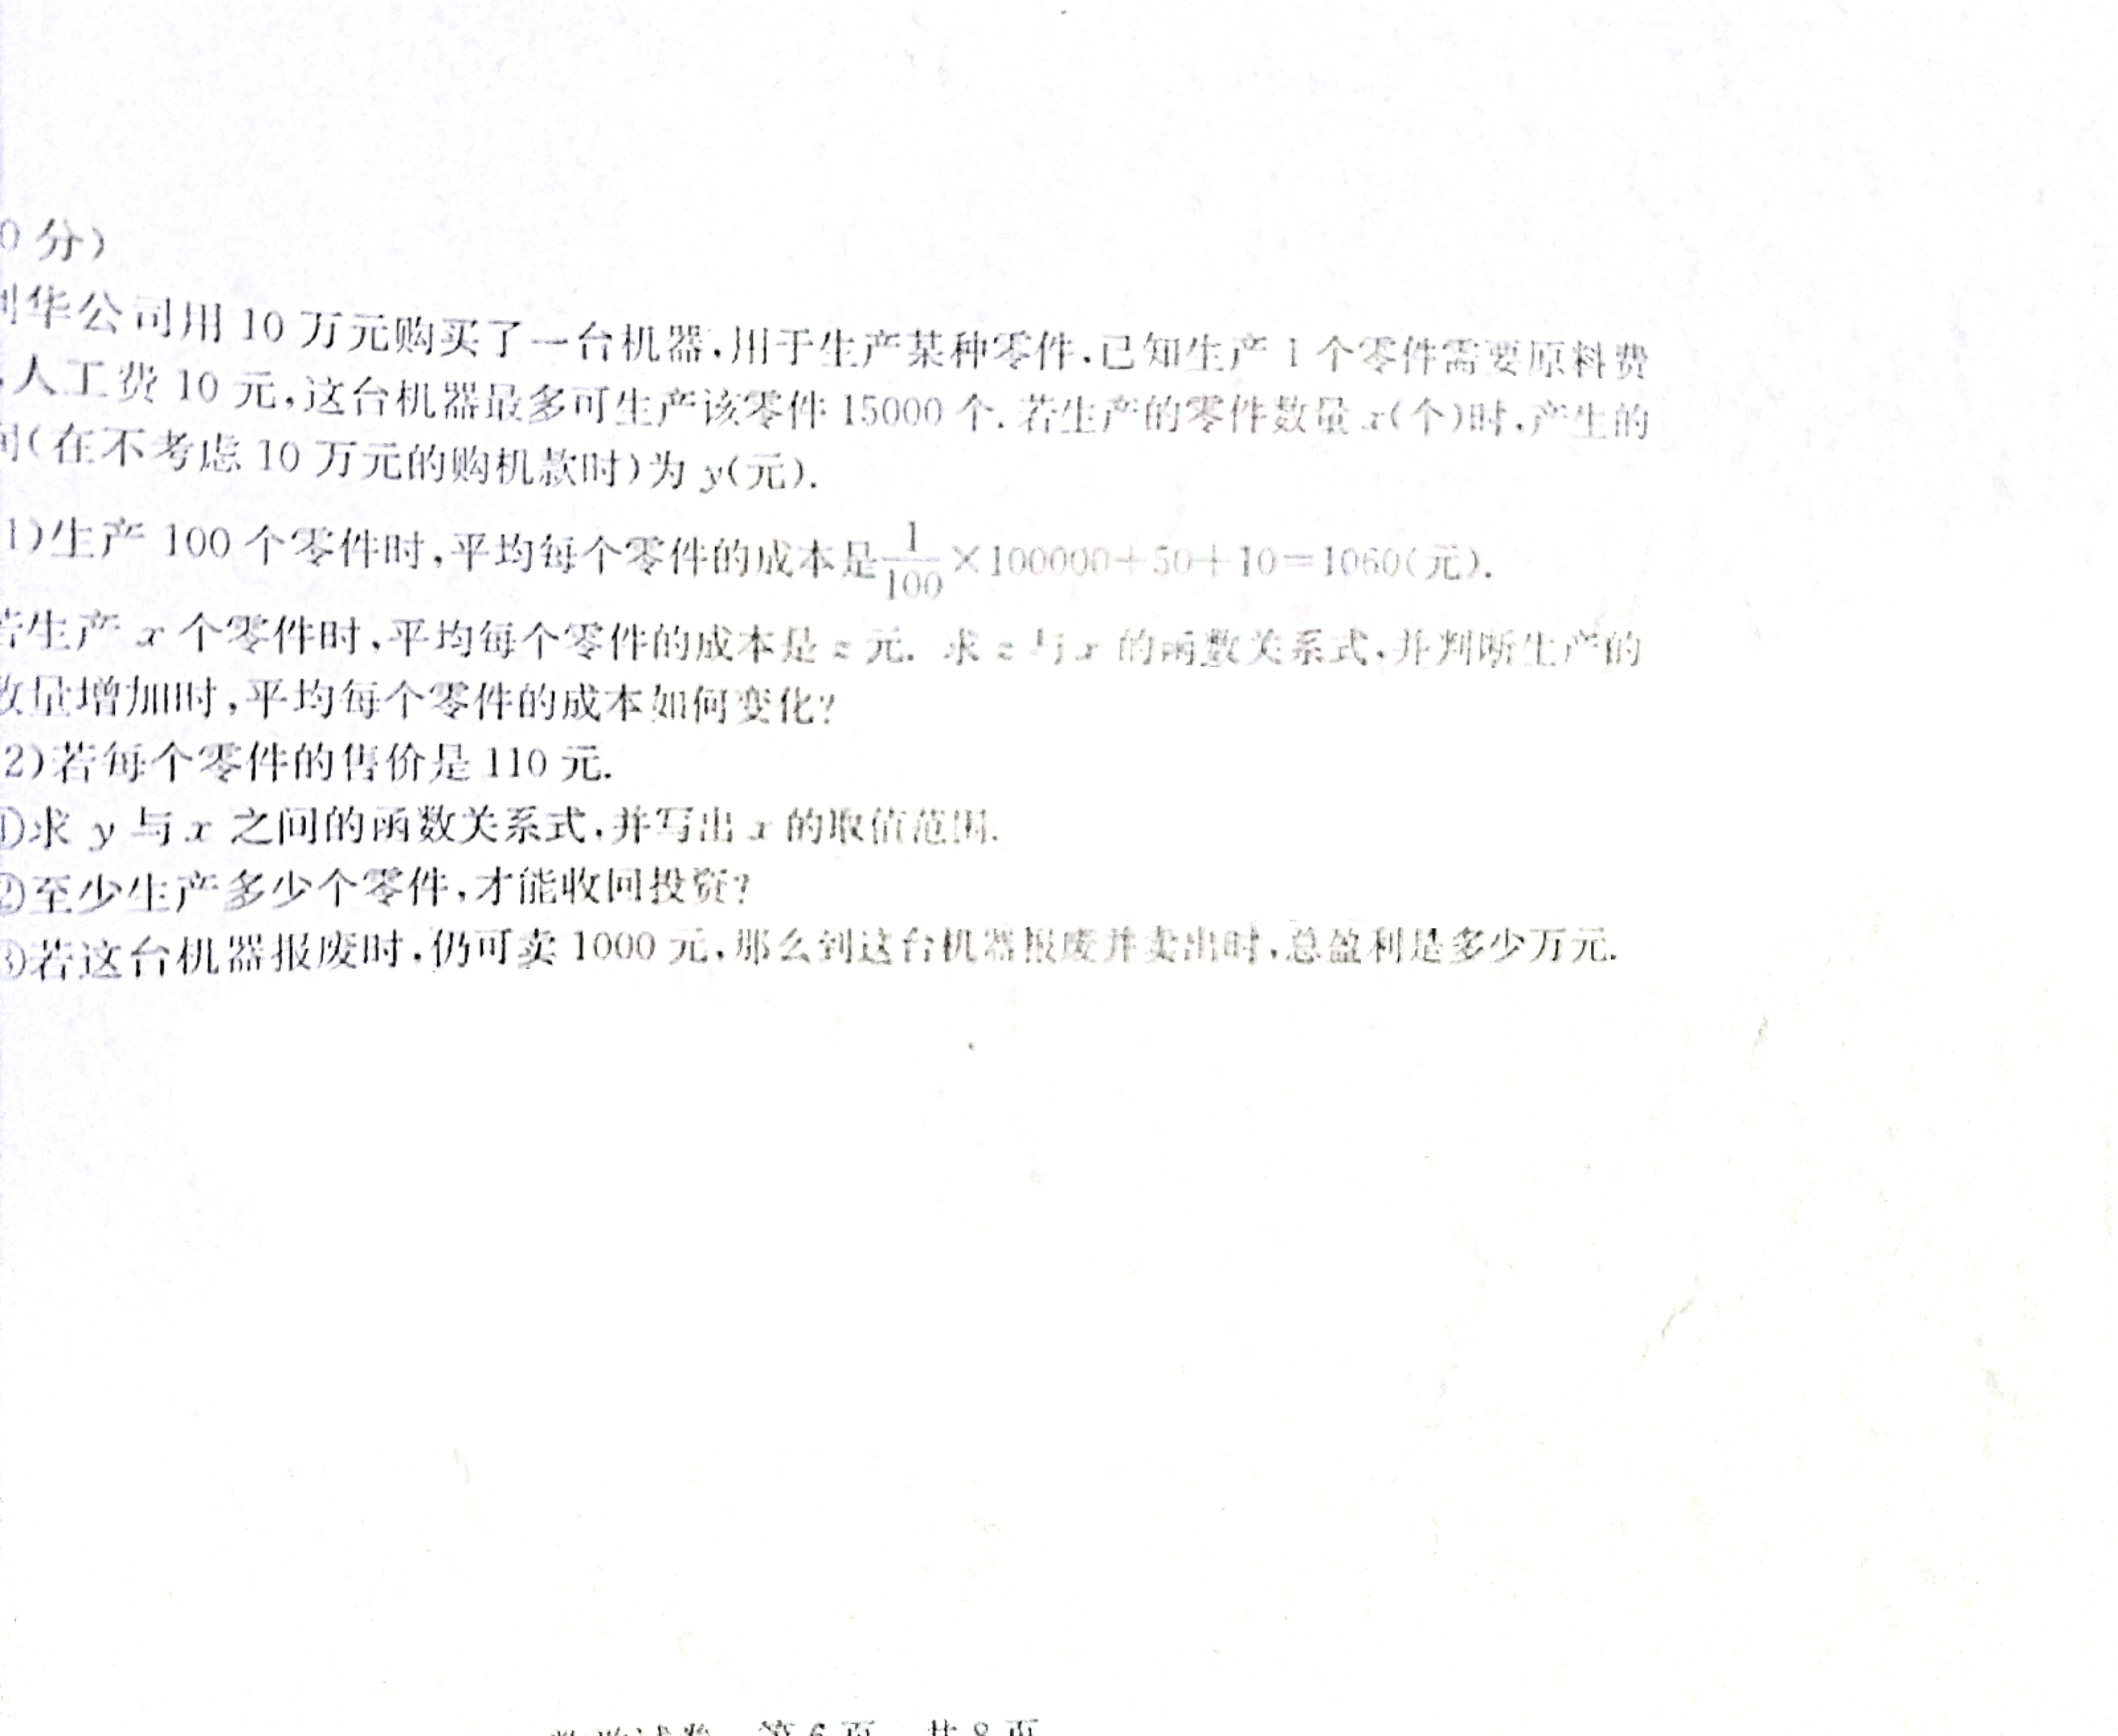 0 分)
华公司用 10 万元购买了一台机器,用于生产某种零件.已知生产 1 个零件需要原料费
人工费 10 元,这台机器最多可生产该零件 15000 个. 若生产的零件数量 x(个)时,产生的
(在不考虑 10 万元的购机款时)为 y(元).
1)生产 100 个零件时,平均每个零件的成本是 1/100 ×100000+50+10=1060(元).
若生产 x 个零件时,平均每个零件的成本是 z 元. 求 z 与 x 的函数关系式,并判断生产的
数量增加时,平均每个零件的成本如何变化?
2)若每个零件的售价是 110 元.
①求 y 与 x 之间的函数关系式,并写出 x 的取值范围.
②至少生产多少个零件,才能收回投资?
③若这台机器报废时,仍可卖 1000 元,那么到这台机器报废并卖出时,总盈利是多少万元.
第 6 页 共 8 页